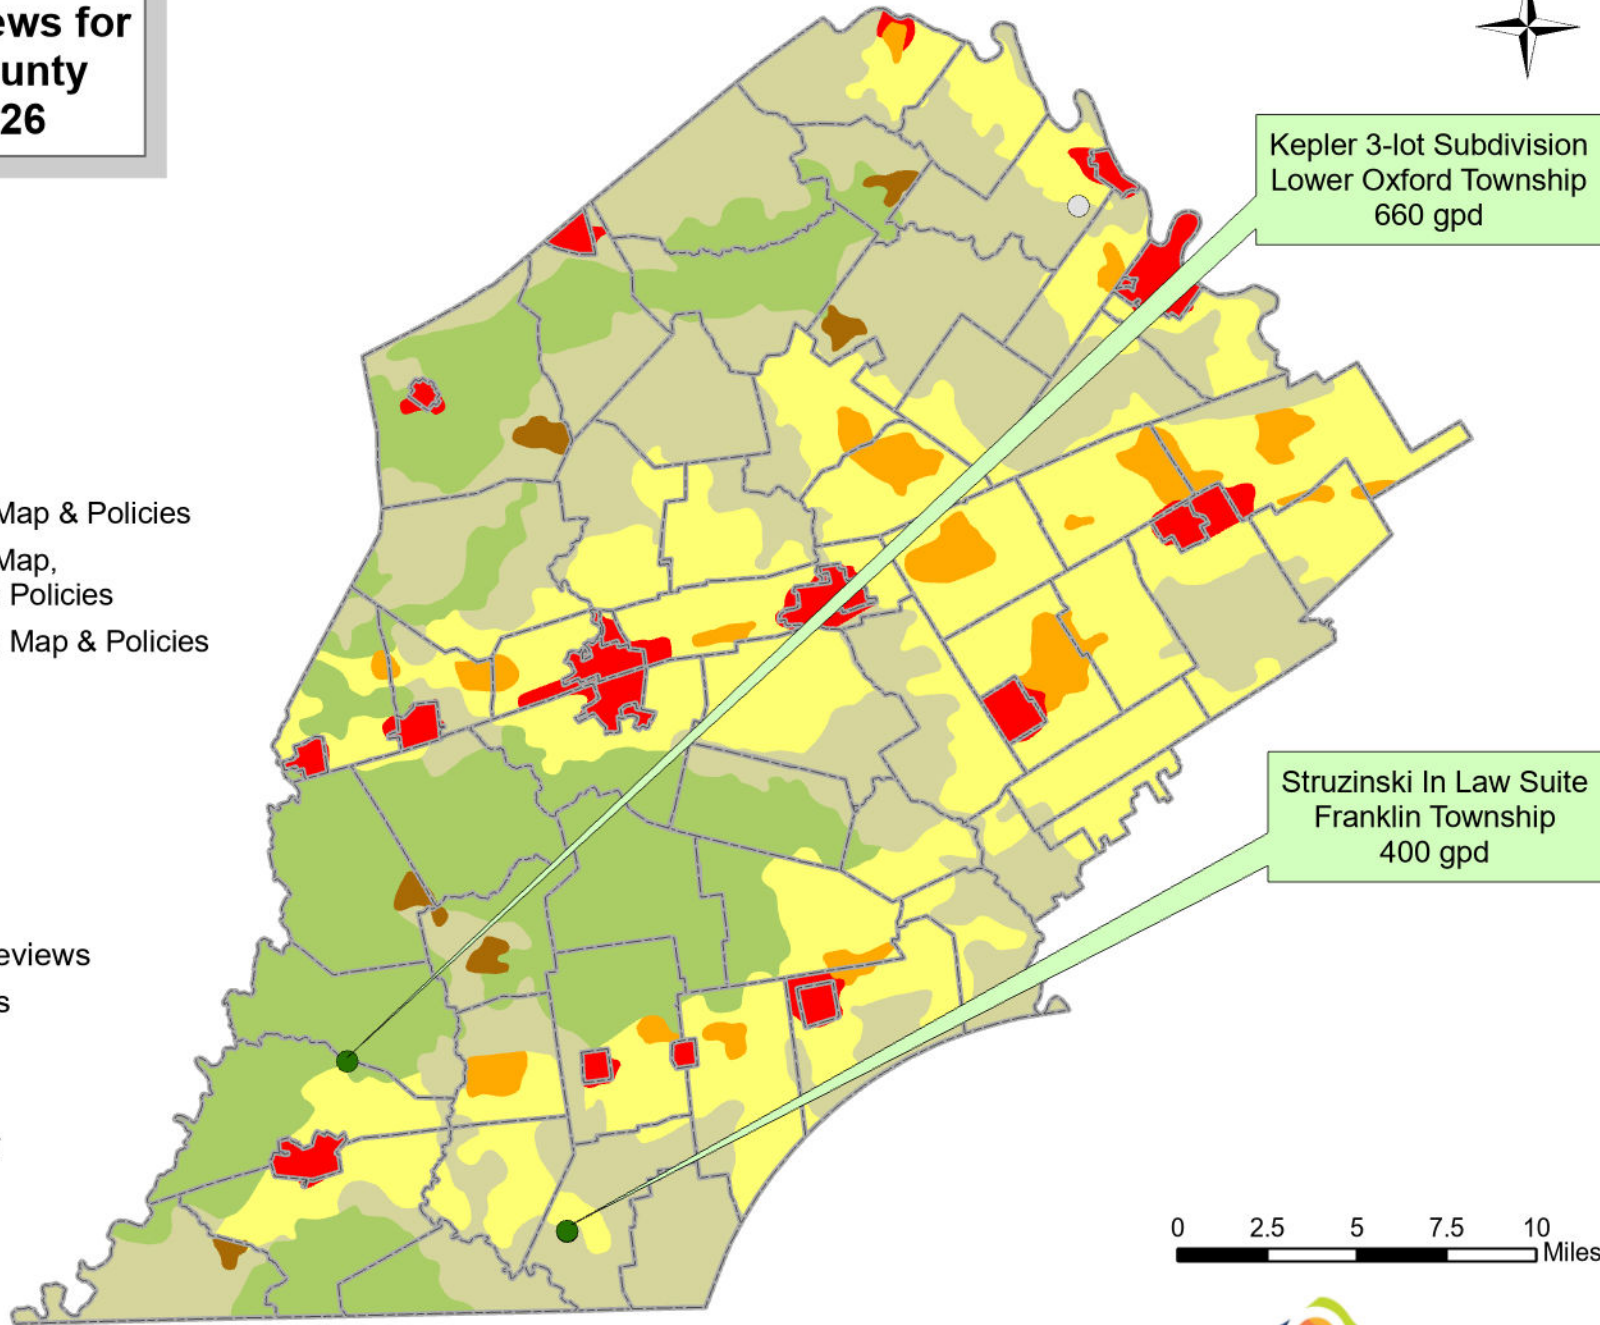 ews for
unty
26
Kepler 3-lot Subdivision
Lower Oxford Township
660 gpd
Map & Policies
Map,
Policies
Map & Policies
Struzinski In Law Suite
Franklin Township
400 gpd
eviews
s
0 2.5 5 7.5 10
Miles